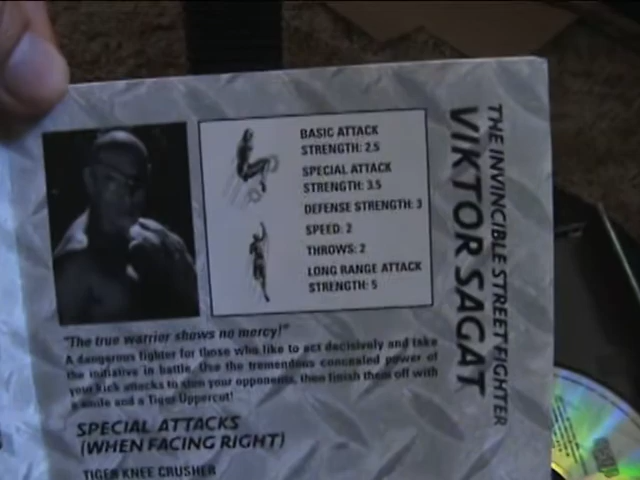 THE INVINCIBLE STREET FIGHTER
VIKTOR SAGAT
BASIC ATTACK
STRENGTH: 2.5
SPECIAL ATTACK
STRENGTH: 3.5
DEFENSE STRENGTH: 3
SPEED: 2
THROWS: 2
LONG RANGE ATTACK
STRENGTH: 5
"The true warrior shows no mercy!"
A dangerous fighter for those who like to act decisively and take
the initiative in battle. Use the tremendous concealed power of
your kick attacks to stun your opponents, then finish them off with
a smile and a Tiger Uppercut!
SPECIAL ATTACKS
(WHEN FACING RIGHT)
TIGER KNEE CRUSHER